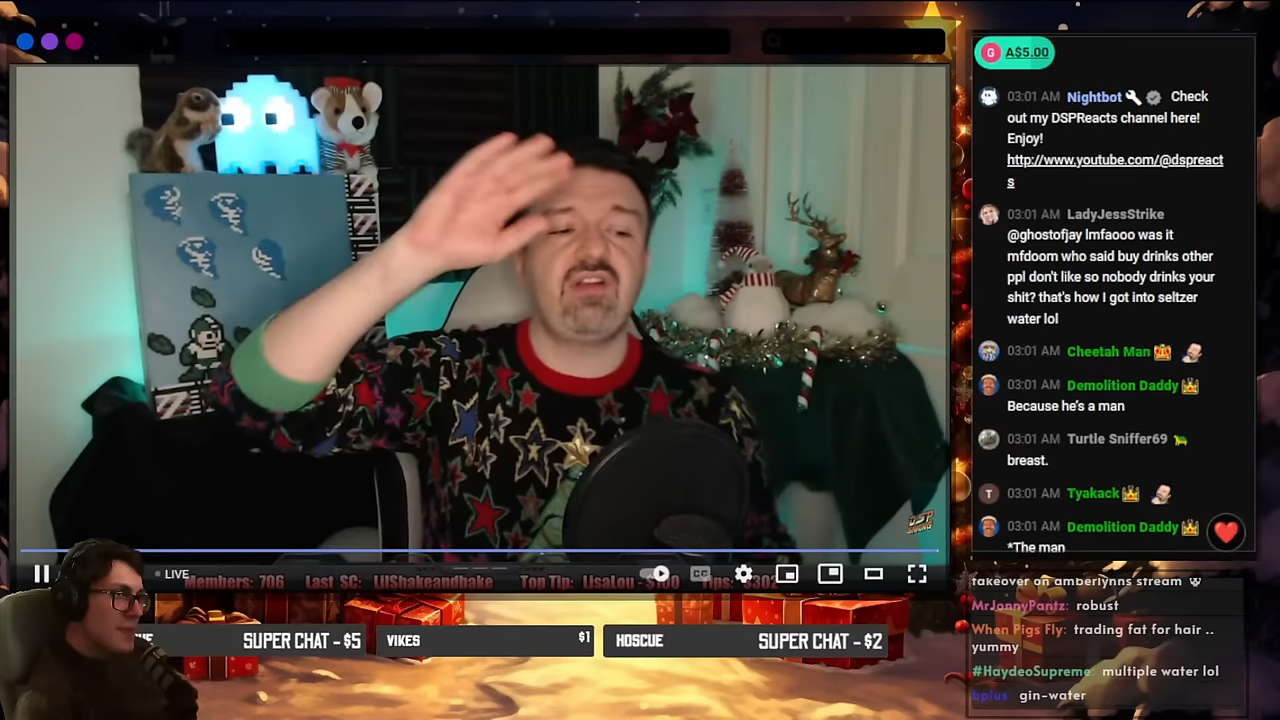 A$5.00
G
03:01 AM Nightbot Check
out my DSPReacts channel here!
Enjoy!
http://www.youtube.com/@dspreact
s
03:01 AM LadyJessStrike
@ghostofjay lmfaooo was it
mfdoom who said buy drinks other
ppl don't like so nobody drinks your
shit? that's how I got into seltzer
water lol
03:01 AM Cheetah Man
03:01 AM Demolition Daddy
Because he's a man
03:01 AM Turtle Sniffer69
breast.
T 03:01 AM Tyakack
03:01 AM Demolition Daddy
*The man
LIVE
CC
Members: 706 Last SC: LilShakeandbake Top Tip: LisaLou - $100
SUPER CHAT - $5
VIKES $1
HOSCUE SUPER CHAT - $2
takeover on amberlynns stream
MrJonnyPantz: robust
When Pigs Fly: trading fat for hair ..
yummy
#HaydeoSupreme: multiple water lol
bplus gin-wafer